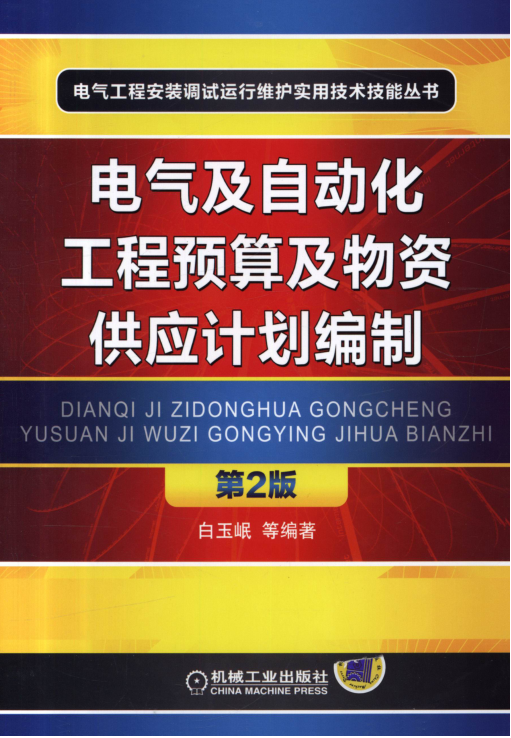 电气工程安装调试运行维护实用技术技能丛书
电气及自动化
工程预算及物资
供应计划编制
DIANQI JI ZIDONGHUA GONGCHENG
YUSUAN JI WUZI GONGYING JIHUA BIANZHI
第2版
白玉岷 等编著
机械工业出版社
CHINA MACHINE PRESS